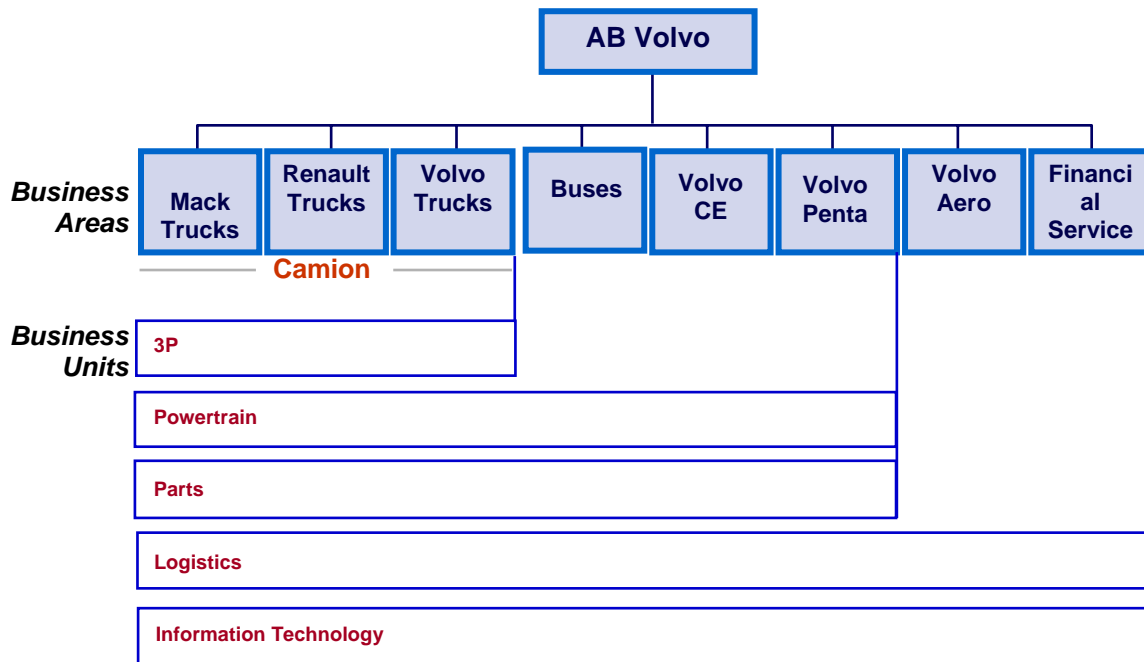 AB Volvo
Business
Areas
Mack
Trucks
Renault
Trucks
Volvo
Trucks
Buses
Volvo
CE
Volvo
Penta
Volvo
Aero
Financi
al
Service
Camion
Business
Units
3P
Powertrain
Parts
Logistics
Information Technology